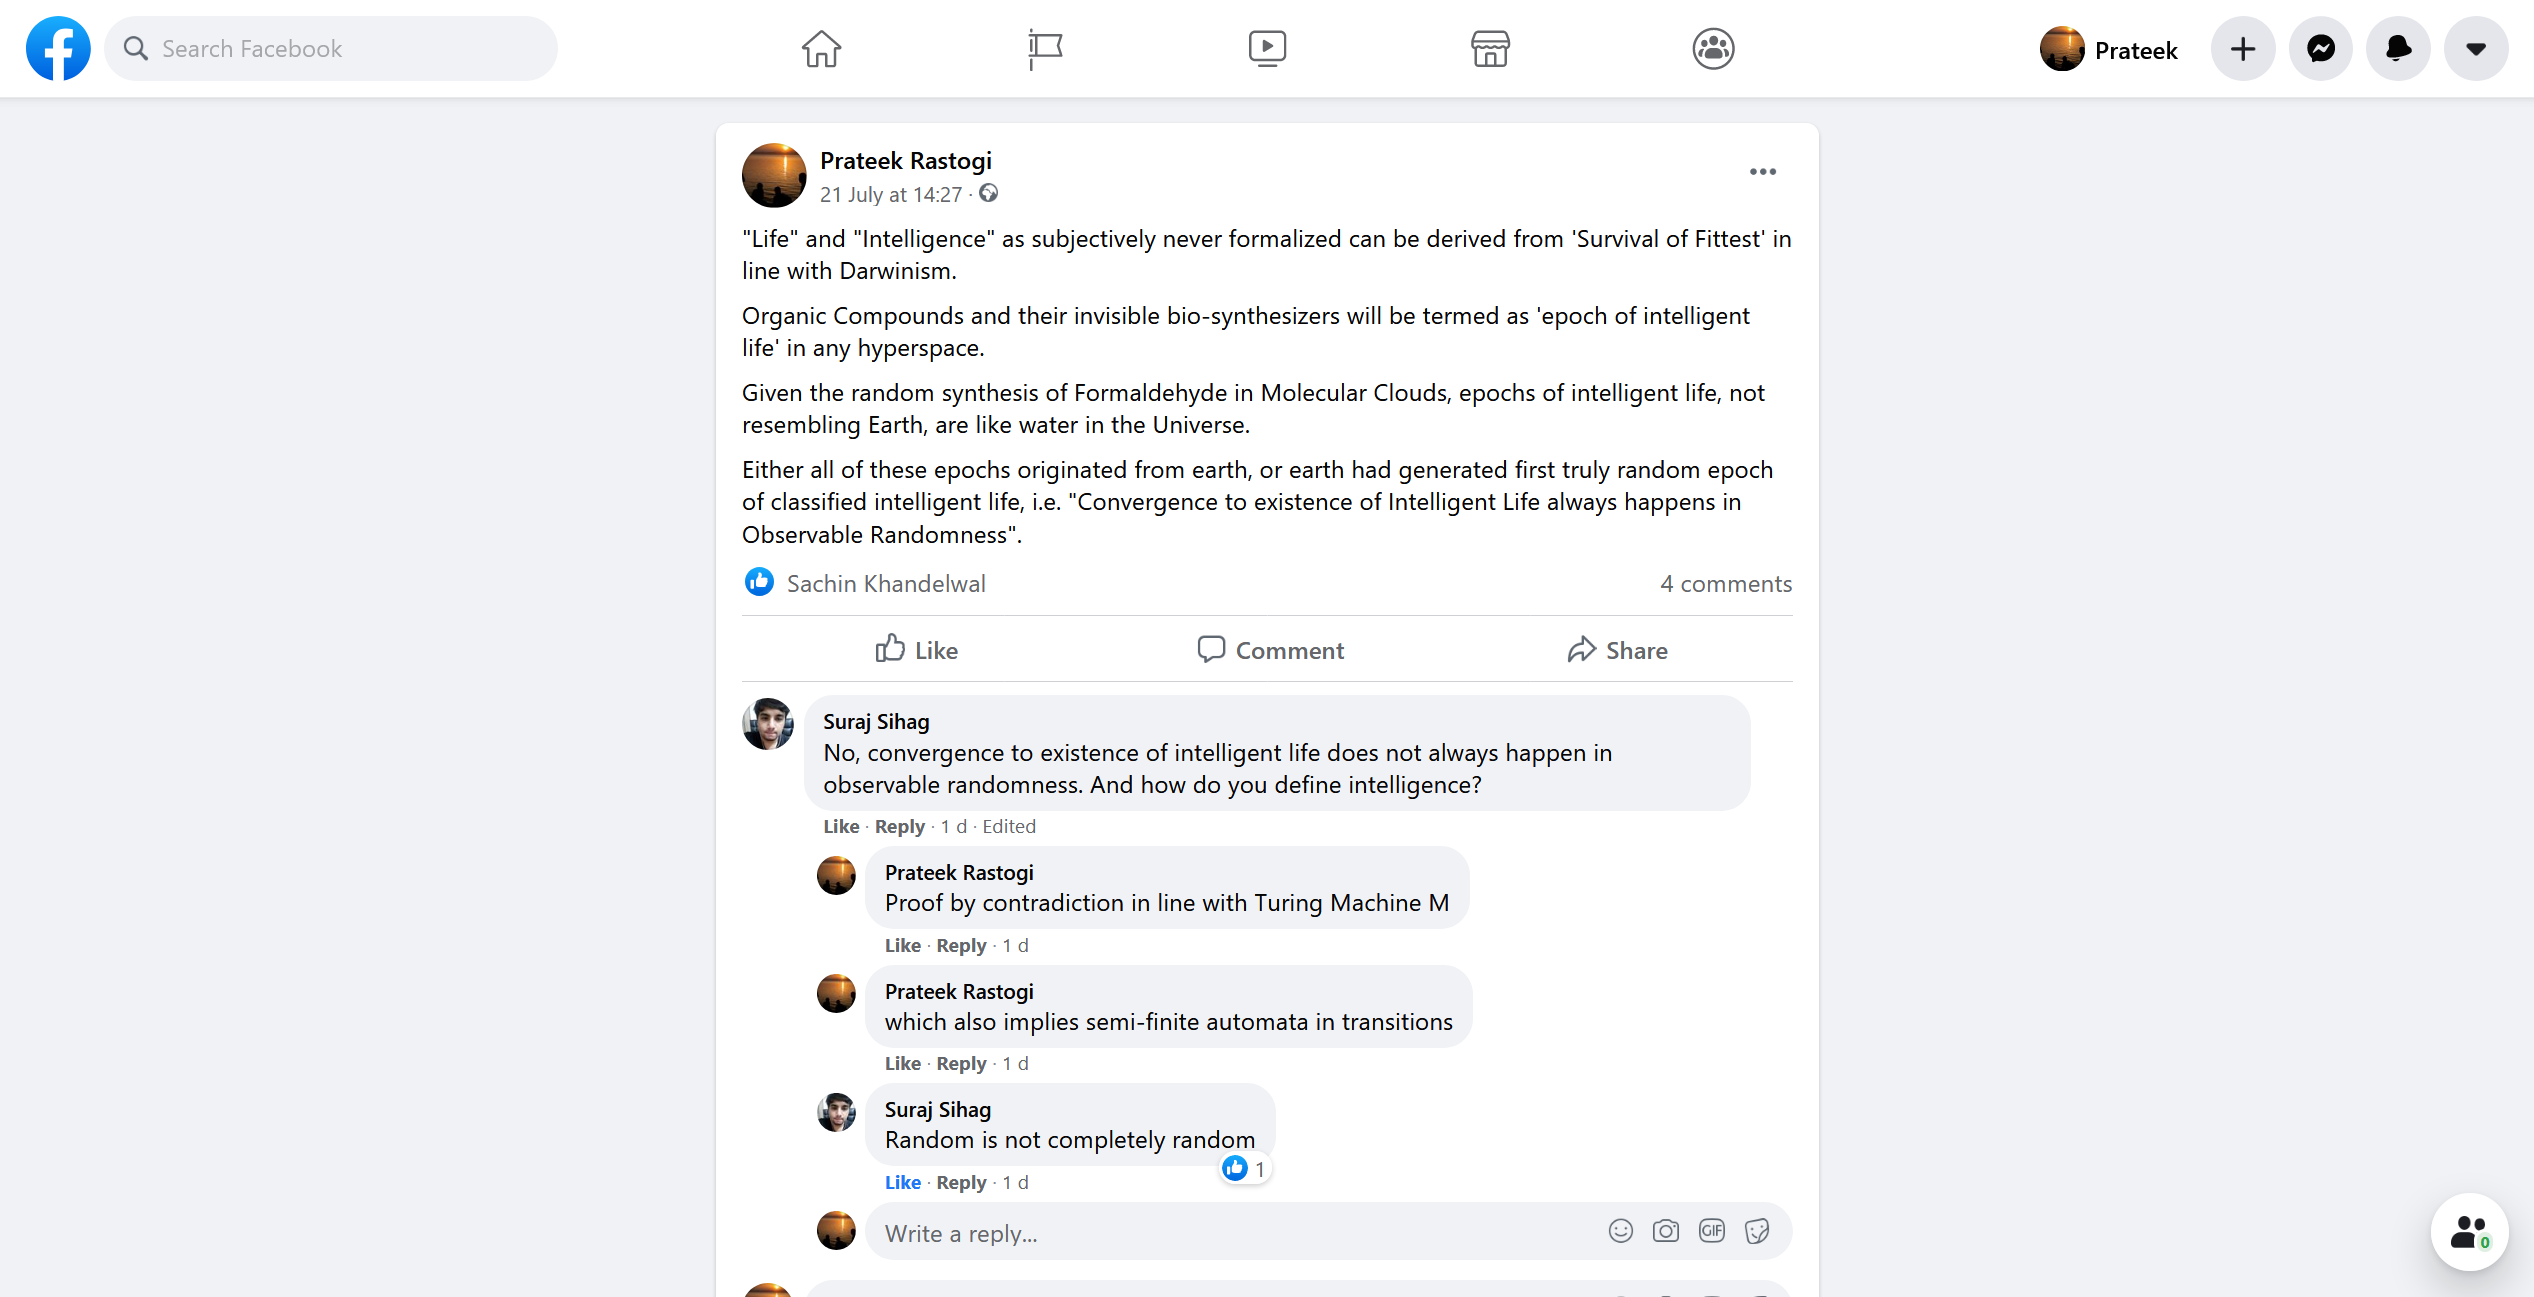 Search Facebook
Prateek
Prateek Rastogi
21 July at 14:27 ·
"Life" and "Intelligence" as subjectively never formalized can be derived from 'Survival of Fittest' in
line with Darwinism.
Organic Compounds and their invisible bio-synthesizers will be termed as 'epoch of intelligent
life' in any hyperspace.
Given the random synthesis of Formaldehyde in Molecular Clouds, epochs of intelligent life, not
resembling Earth, are like water in the Universe.
Either all of these epochs originated from earth, or earth had generated first truly random epoch
of classified intelligent life, i.e. "Convergence to existence of Intelligent Life always happens in
Observable Randomness".
Sachin Khandelwal 4 comments
Like Comment Share
Suraj Sihag
No, convergence to existence of intelligent life does not always happen in
observable randomness. And how do you define intelligence?
Like · Reply · 1 d · Edited
Prateek Rastogi
Proof by contradiction in line with Turing Machine M
Like · Reply · 1 d
Prateek Rastogi
which also implies semi-finite automata in transitions
Like · Reply · 1 d
Suraj Sihag
Random is not completely random
1
Like · Reply · 1 d
Write a reply...
GIF
0